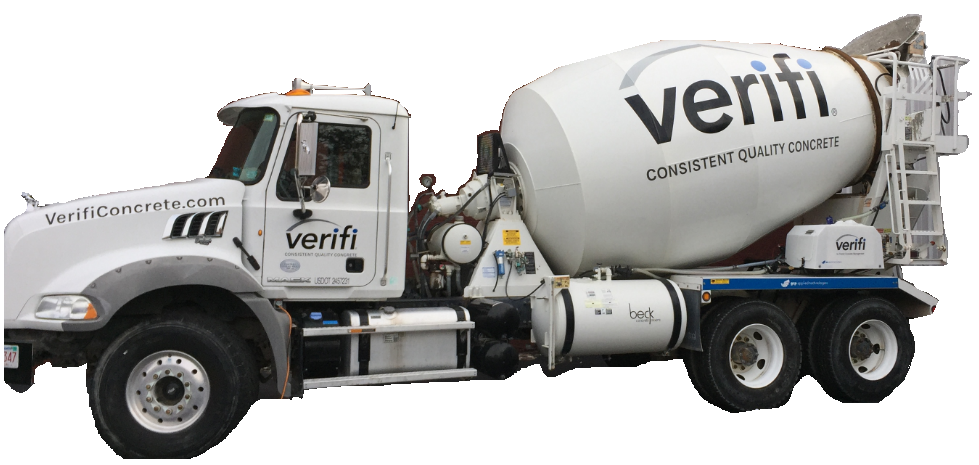 verifi
CONSISTENT QUALITY CONCRETE
VerifiConcrete.com
verifi
CONSISTENT QUALITY CONCRETE
verifi
beck